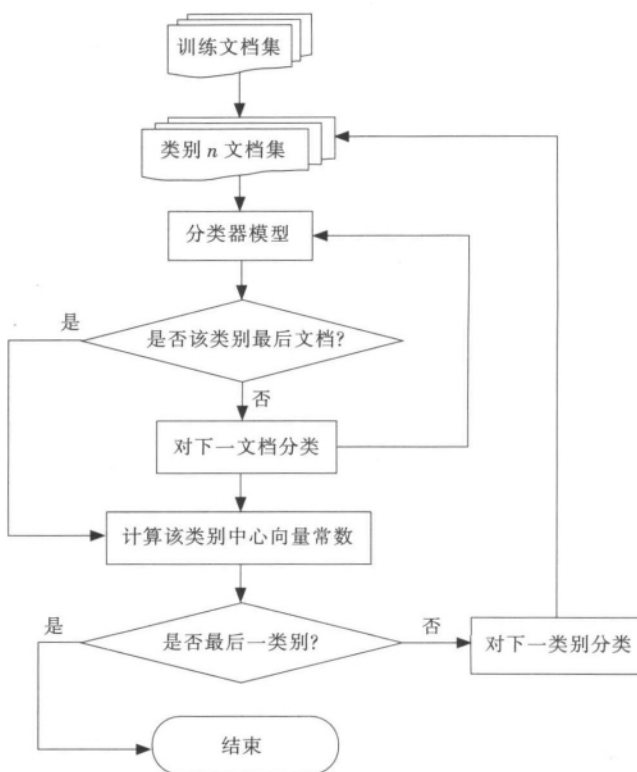 训练文档集
类别 n 文档集
分类器模型
是
是否该类别最后文档?
否
对下一文档分类
计算该类别中心向量常数
是
是否最后一类别?
否
对下一类别分类
结束